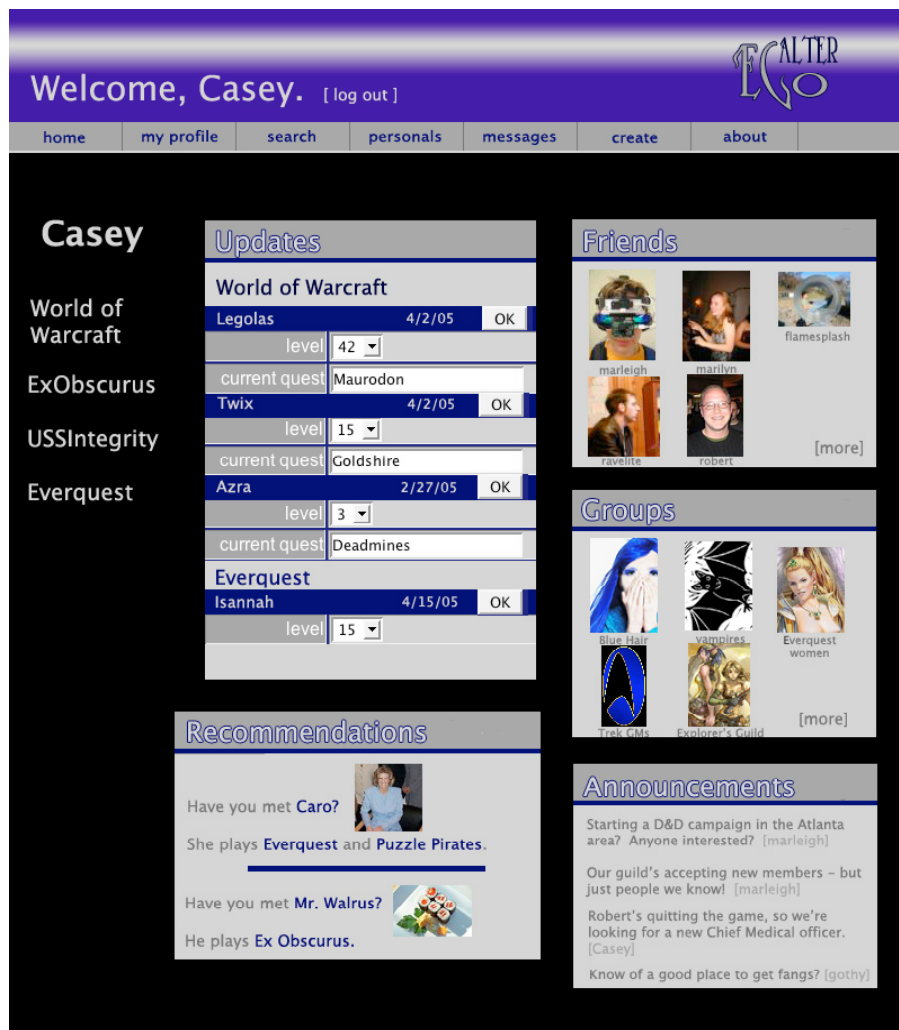 Welcome, Casey. [ log out ]
ALTER
EGO
home my profile search personals messages create about
Casey
World of
Warcraft
ExObscurus
USSIntegrity
Everquest
Updates
World of Warcraft
Legolas 4/2/05 OK
level 42
current quest Maurodon
Twix 4/2/05 OK
level 15
current quest Goldshire
Azra 2/27/05 OK
level 3
current quest Deadmines
Everquest
Isannah 4/15/05 OK
level 15
Recommendations
Have you met Caro?
She plays Everquest and Puzzle Pirates.
Have you met Mr. Walrus?
He plays Ex Obscurus.
Friends
marleigh marilyn flamesplash
ravelite robert
[more]
Groups
Blue Hair vampires Everquest
women
Trek GMs Explorer's Guild
[more]
Announcements
Starting a D&D campaign in the Atlanta
area? Anyone interested? [marleigh]
Our guild's accepting new members – but
just people we know! [marleigh]
Robert's quitting the game, so we're
looking for a new Chief Medical officer.
[Casey]
Know of a good place to get fangs? [gothy]